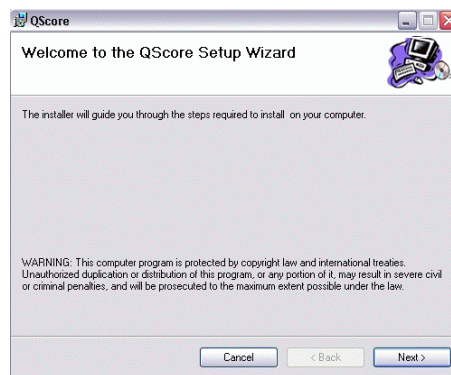 QScore
Welcome to the QScore Setup Wizard
The installer will guide you through the steps required to install  on your computer.
WARNING: This computer program is protected by copyright law and international treaties.
Unauthorized duplication or distribution of this program, or any portion of it, may result in severe civil
or criminal penalties, and will be prosecuted to the maximum extent possible under the law.
Cancel
< Back
Next >